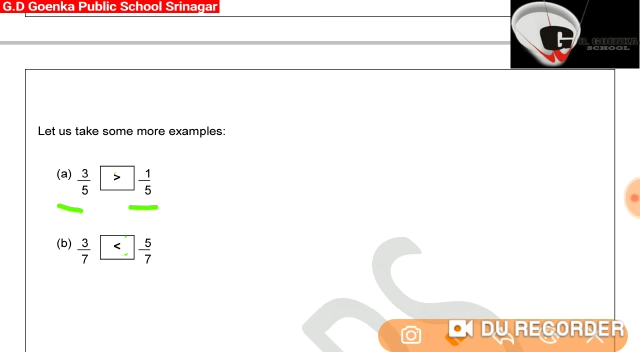 G.D Goenka Public School Srinagar
G
SCHOOL
Let us take some more examples:
(a) 3/5 > 1/5
(b) 3/7 < 5/7
DU RECORDER